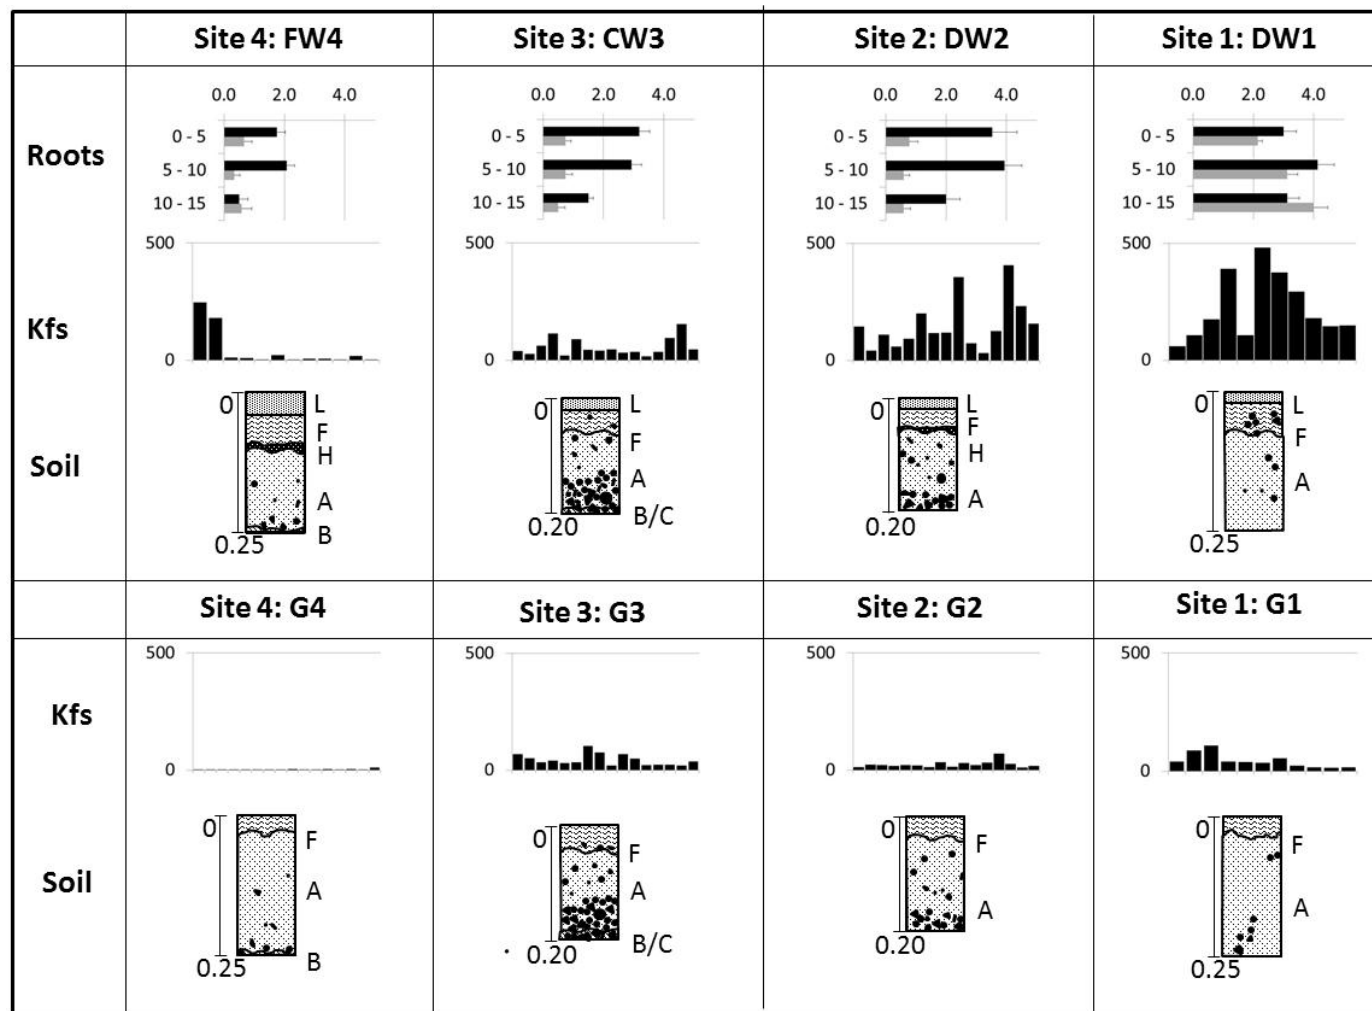 Site 4: FW4 Site 3: CW3 Site 2: DW2 Site 1: DW1
Roots
0.0 2.0 4.0 0.0 2.0 4.0 0.0 2.0 4.0 0.0 2.0 4.0
0 - 5 0 - 5 0 - 5 0 - 5
5 - 10 5 - 10 5 - 10 5 - 10
10 - 15 10 - 15 10 - 15 10 - 15
Kfs
500 500 500 500
0 0 0 0
Soil
0 L F H A B 0.25
0 L F A B/C 0.20
0 L F H A 0.20
0 L F A 0.25
Site 4: G4 Site 3: G3 Site 2: G2 Site 1: G1
Kfs
500 500 500 500
0 0 0 0
Soil
0 F A B 0.25
0 F A B/C 0.20
0 F A 0.20
0 F A 0.25